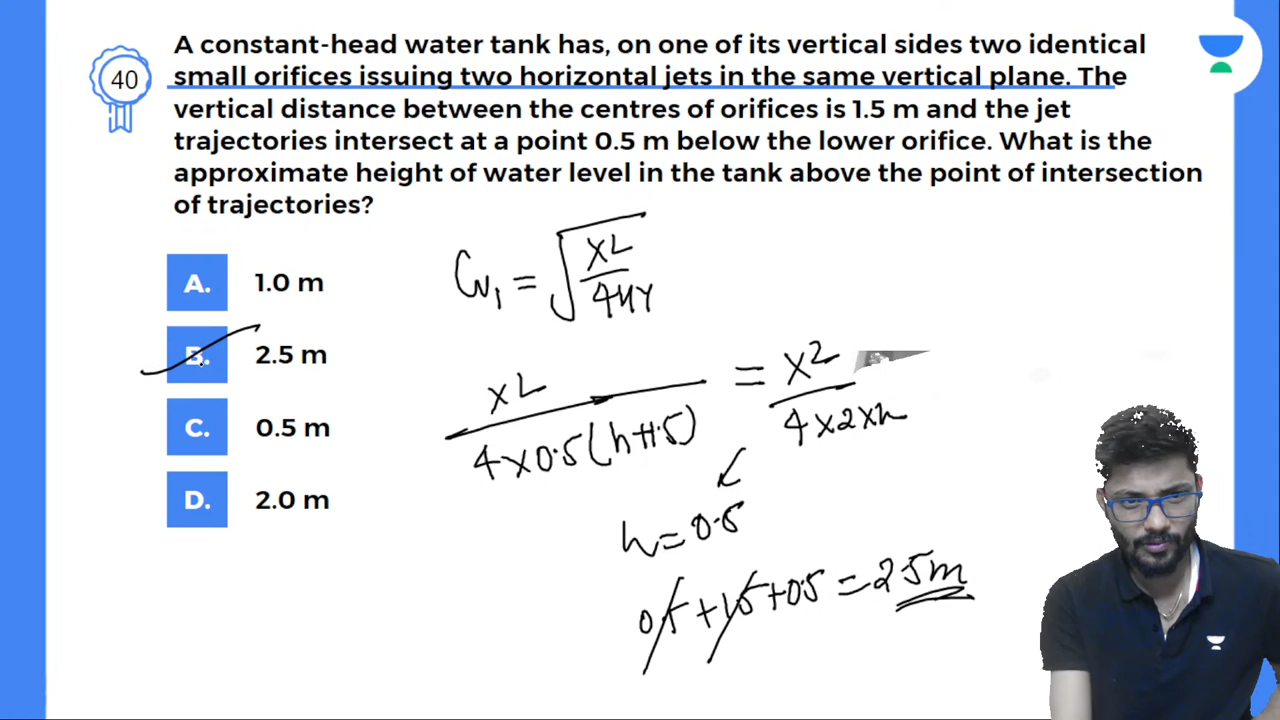 40
A constant-head water tank has, on one of its vertical sides two identical
small orifices issuing two horizontal jets in the same vertical plane. The
vertical distance between the centres of orifices is 1.5 m and the jet
trajectories intersect at a point 0.5 m below the lower orifice. What is the
approximate height of water level in the tank above the point of intersection
of trajectories?
A. 1.0 m
B. 2.5 m
C. 0.5 m
D. 2.0 m
Cv1 = √(x2/4HY)
x2/4x0.5(h+1.5) = x2/4x2xh
h=0.5
0.5+1.5+0.5 = 2.5m